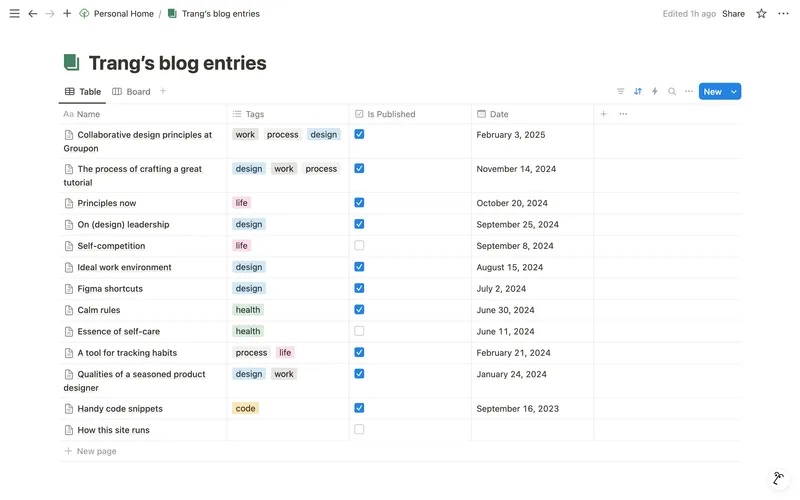 Personal Home / Trang's blog entries
Edited 1h ago Share
Trang's blog entries
Table Board
New
Aa Name Tags Is Published Date
Collaborative design principles at
Groupon
work process design
February 3, 2025
The process of crafting a great
tutorial
design work process
November 14, 2024
Principles now life October 20, 2024
On (design) leadership design September 25, 2024
Self-competition life September 8, 2024
Ideal work environment design August 15, 2024
Figma shortcuts design July 2, 2024
Calm rules health June 30, 2024
Essence of self-care health June 11, 2024
A tool for tracking habits process life February 21, 2024
Qualities of a seasoned product
designer
design work
January 24, 2024
Handy code snippets code September 16, 2023
How this site runs
New page